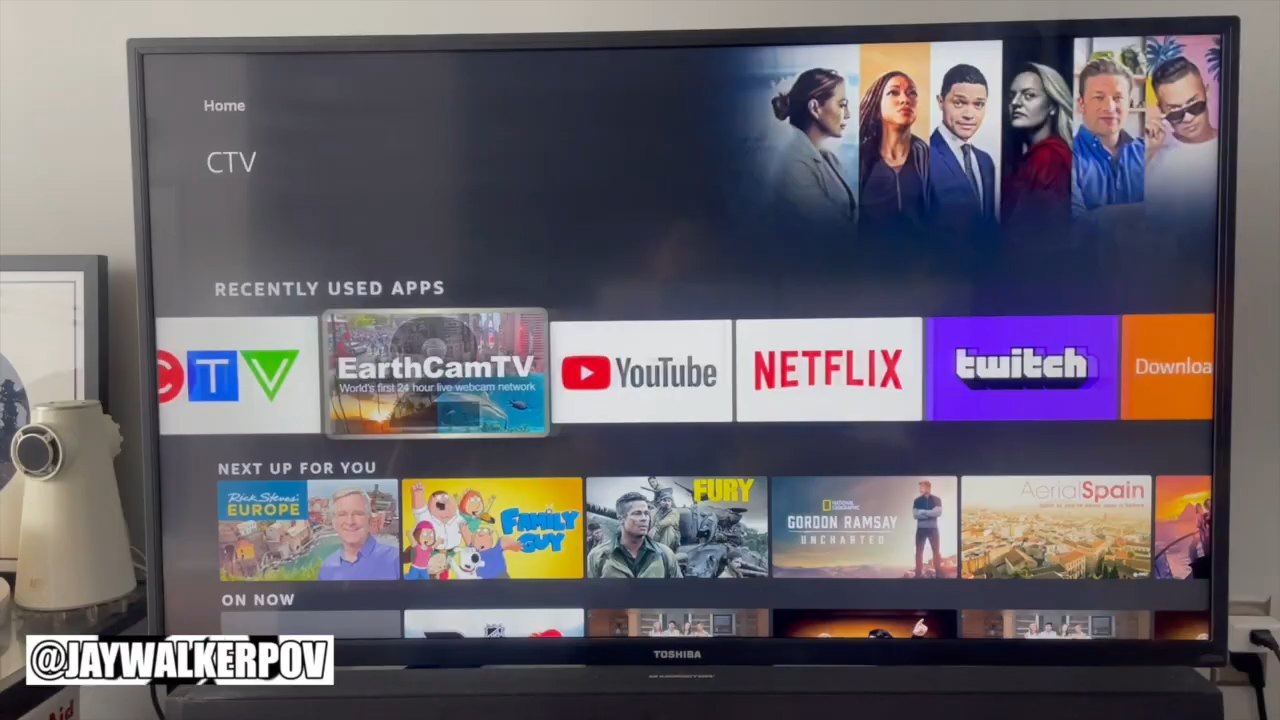 Home
CTV
RECENTLY USED APPS
CTV
EarthCamTV
World's first 24 hour live webcam network
YouTube
NETFLIX
twitch
Downloa
NEXT UP FOR YOU
Rick Steves'
EUROPE
FAMILY
GUY
FURY
NATIONAL
GEOGRAPHIC
GORDON RAMSAY
UNCHARTED
AerialSpain
ON NOW
TOSHIBA
@JAYWALKERPOV
Aid